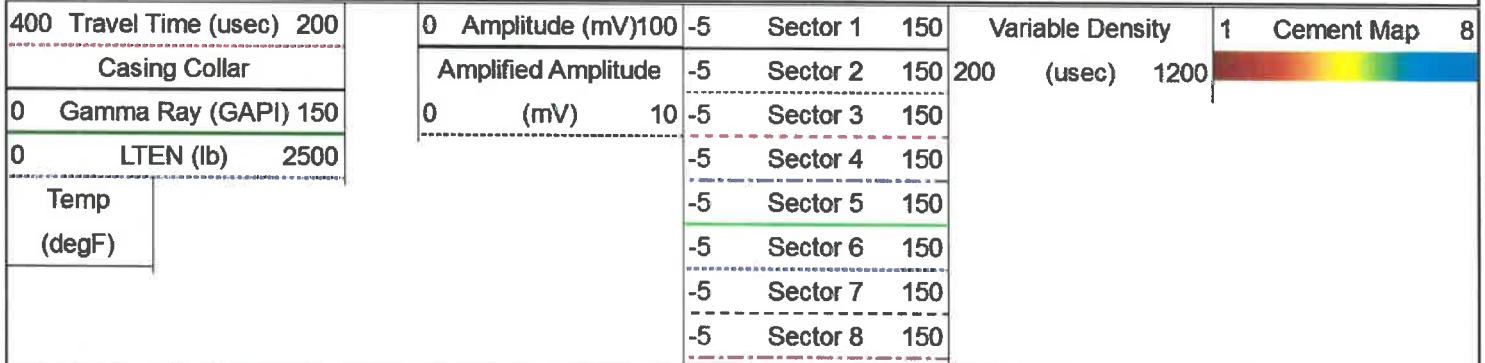 400 Travel Time (usec) 200
Casing Collar
0 Gamma Ray (GAPI) 150
0 LTEN (lb) 2500
Temp
(degF)
0 Amplitude (mV)100
Amplified Amplitude
0 (mV) 10
-5 Sector 1 150
-5 Sector 2 150
-5 Sector 3 150
-5 Sector 4 150
-5 Sector 5 150
-5 Sector 6 150
-5 Sector 7 150
-5 Sector 8 150
Variable Density
200 (usec) 1200
1 Cement Map 8